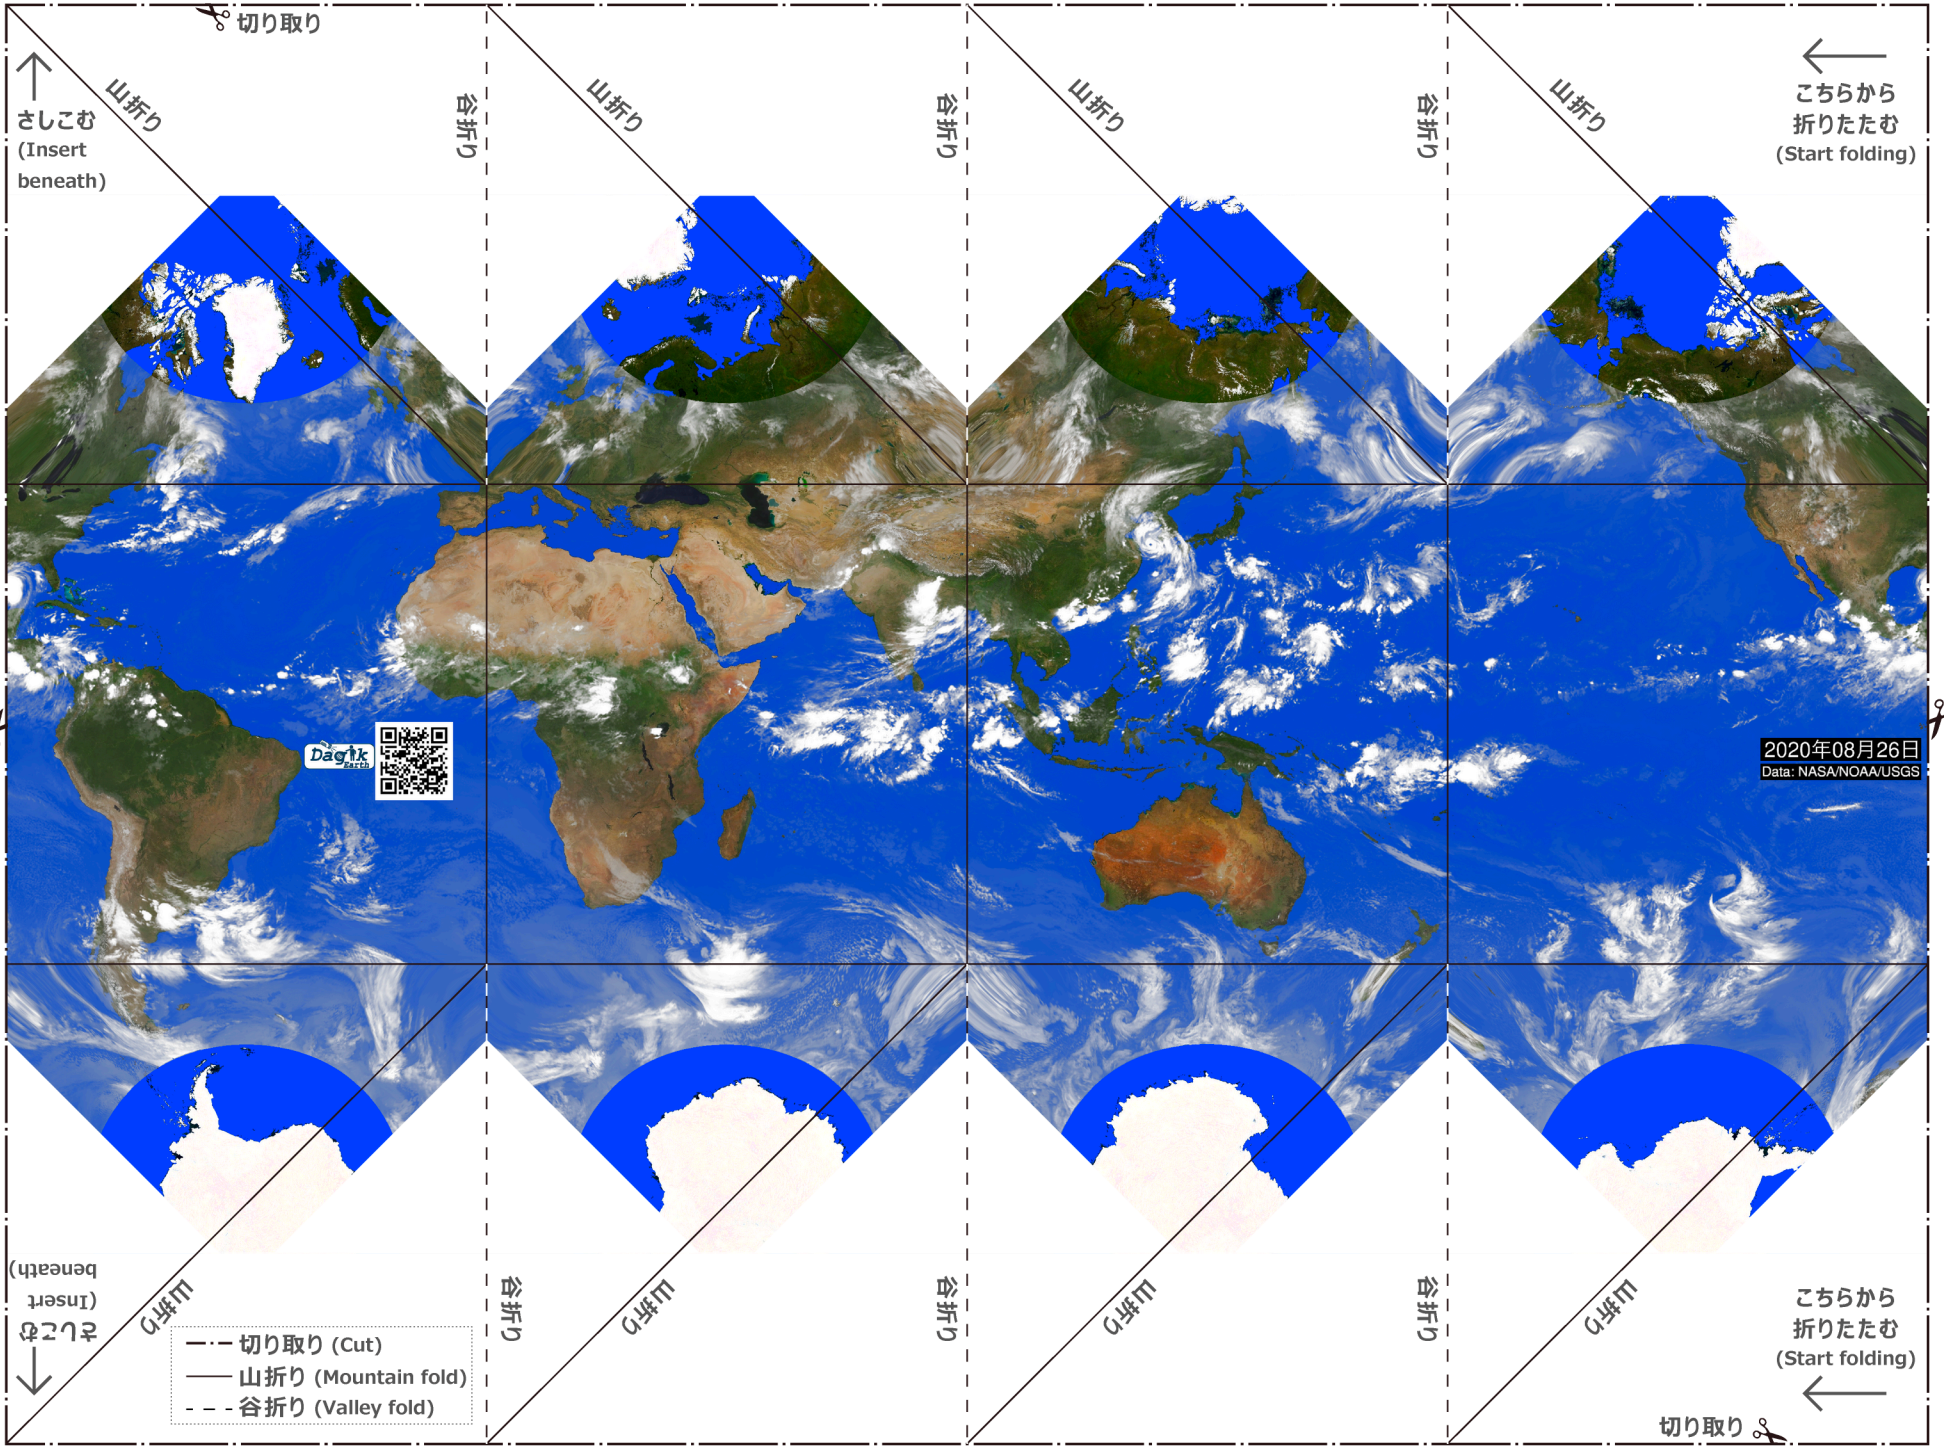 切り取り
山折り
谷折り
山折り
谷折り
山折り
谷折り
山折り
さしこむ
(Insert
beneath)
こちらから
折りたたむ
(Start folding)
Dagik
Earth
2020年08月26日
Data: NASA/NOAA/USGS
さしこむ
(Insert
beneath)
山折り
谷折り
山折り
谷折り
山折り
谷折り
山折り
こちらから
折りたたむ
(Start folding)
切り取り (Cut)
山折り (Mountain fold)
谷折り (Valley fold)
切り取り